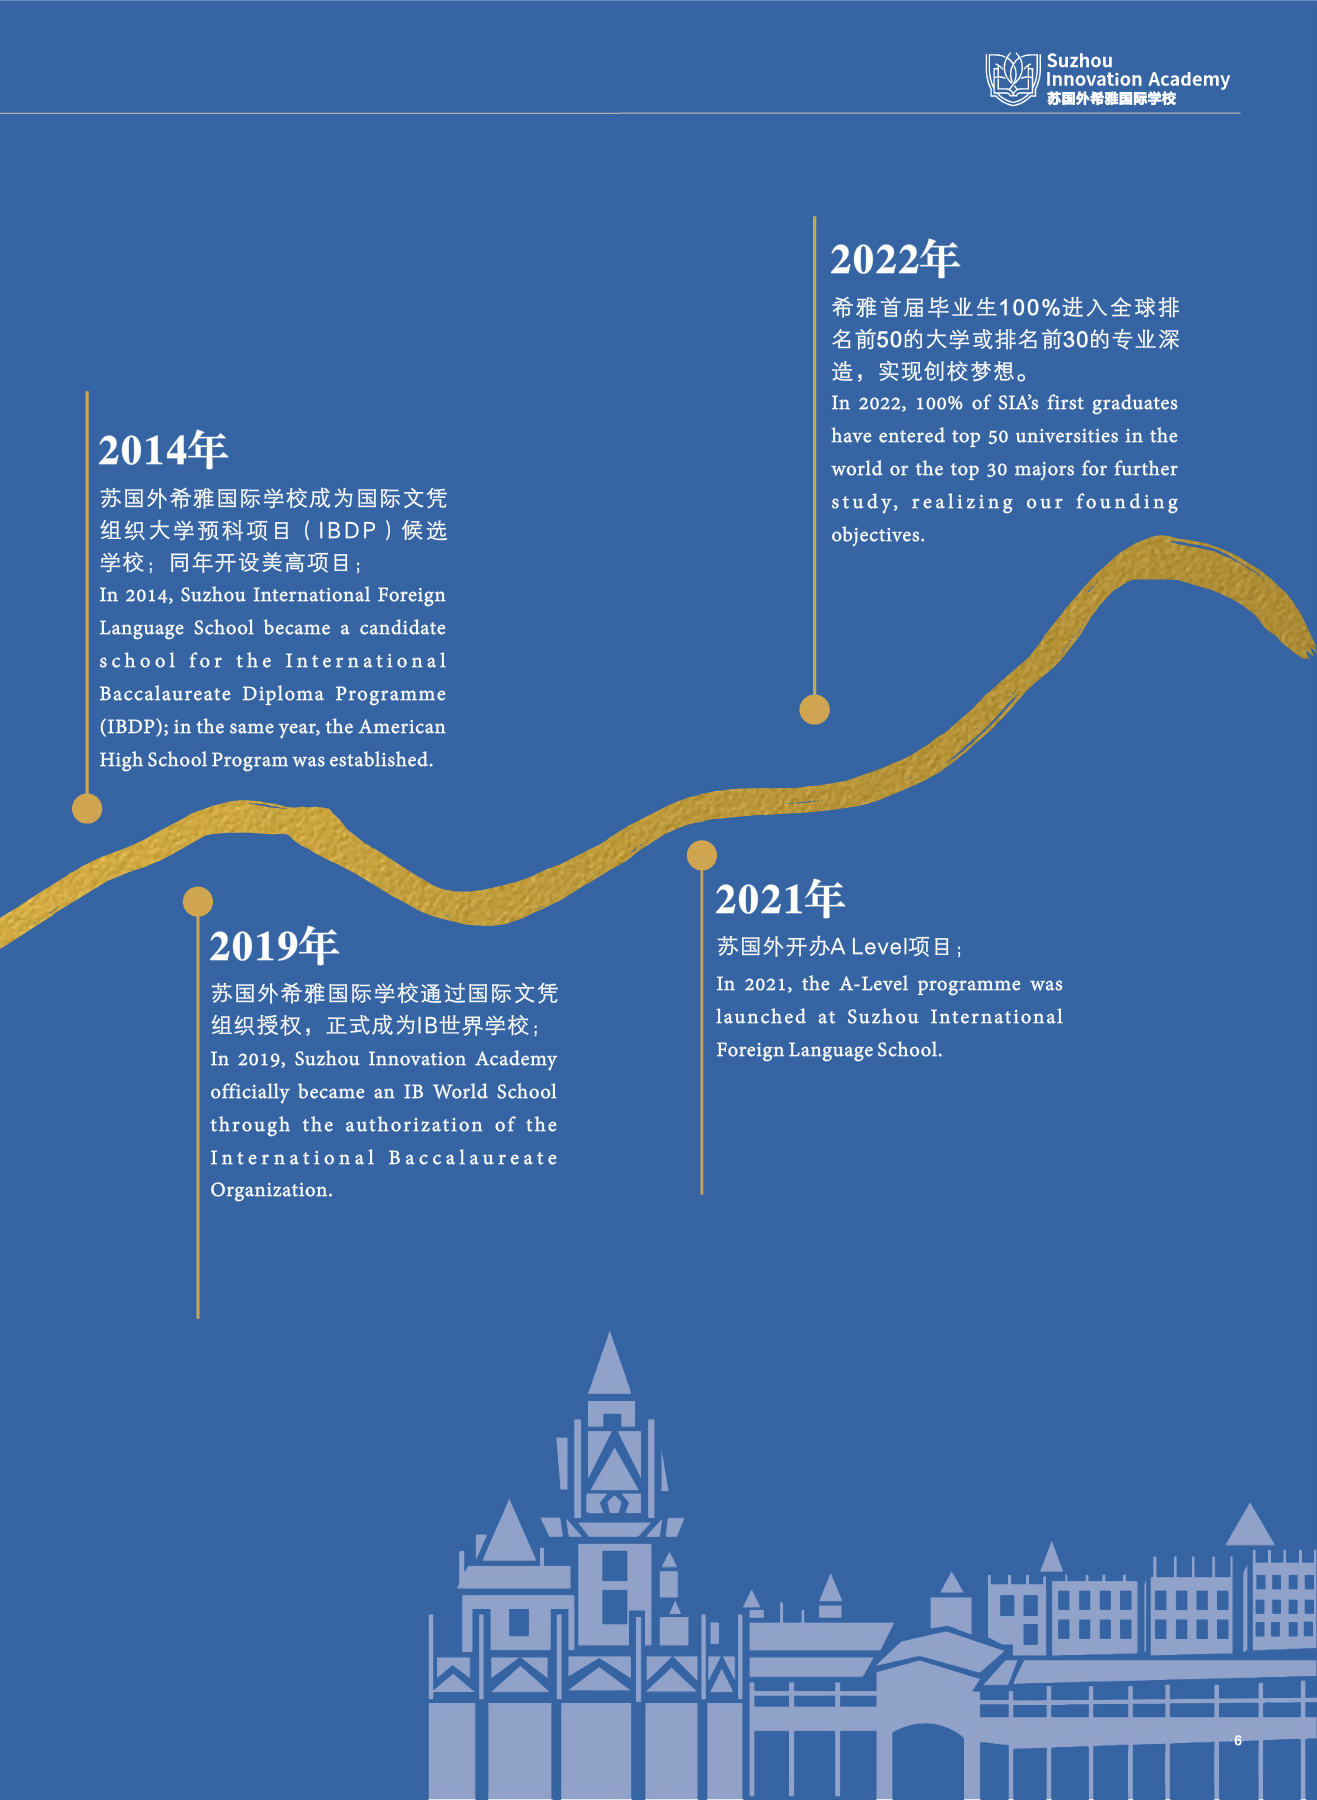 Suzhou
Innovation Academy
苏国外希雅国际学校
2014年
苏国外希雅国际学校成为国际文凭
组织大学预科项目（IBDP）候选
学校；同年开设美高项目；
In 2014, Suzhou International Foreign
Language School became a candidate
school for the International
Baccalaureate Diploma Programme
(IBDP); in the same year, the American
High School Program was established.
2019年
苏国外希雅国际学校通过国际文凭
组织授权，正式成为IB世界学校；
In 2019, Suzhou Innovation Academy
officially became an IB World School
through the authorization of the
International Baccalaureate
Organization.
2021年
苏国外开办A Level项目；
In 2021, the A-Level programme was
launched at Suzhou International
Foreign Language School.
2022年
希雅首届毕业生100%进入全球排
名前50的大学或排名前30的专业深
造，实现创校梦想。
In 2022, 100% of SIA’s first graduates
have entered top 50 universities in the
world or the top 30 majors for further
study, realizing our founding
objectives.
6